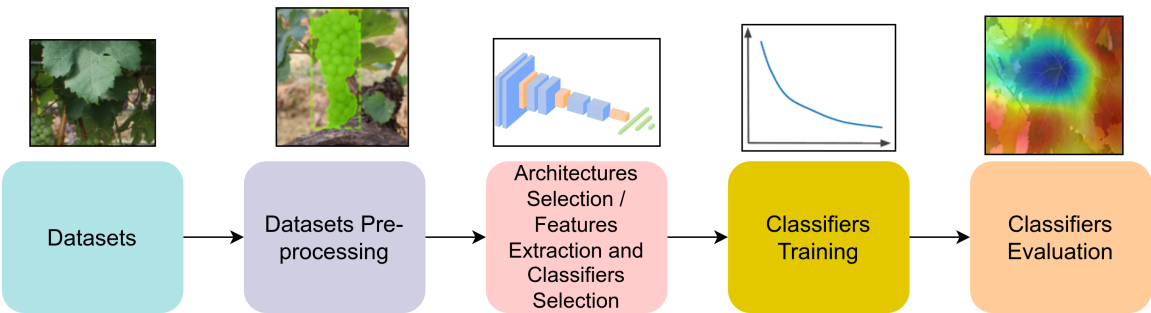 Datasets
Datasets Pre-
processing
Architectures
Selection /
Features
Extraction and
Classifiers
Selection
Classifiers
Training
Classifiers
Evaluation